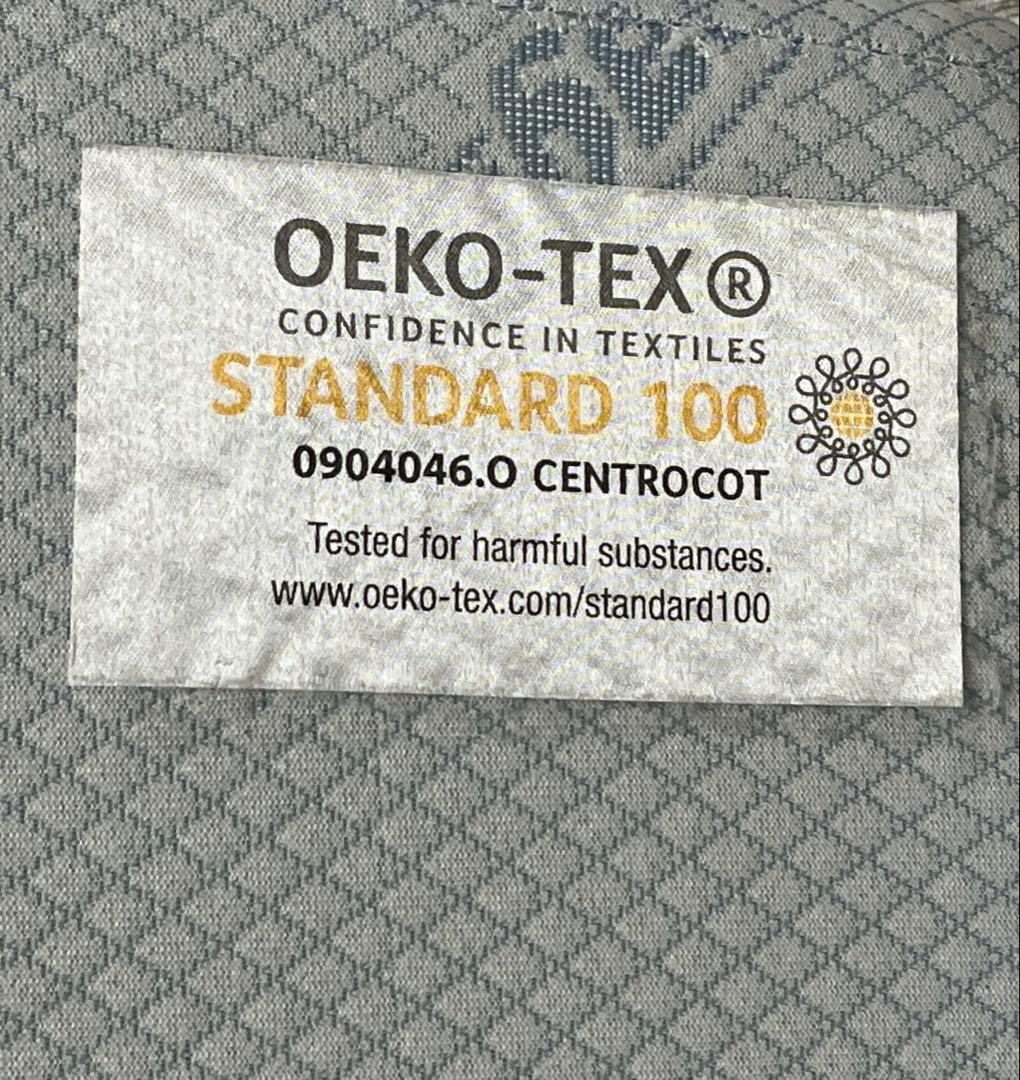 OEKO-TEX®
CONFIDENCE IN TEXTILES
STANDARD 100
0904046.O CENTROCOT
Tested for harmful substances.
www.oeko-tex.com/standard100